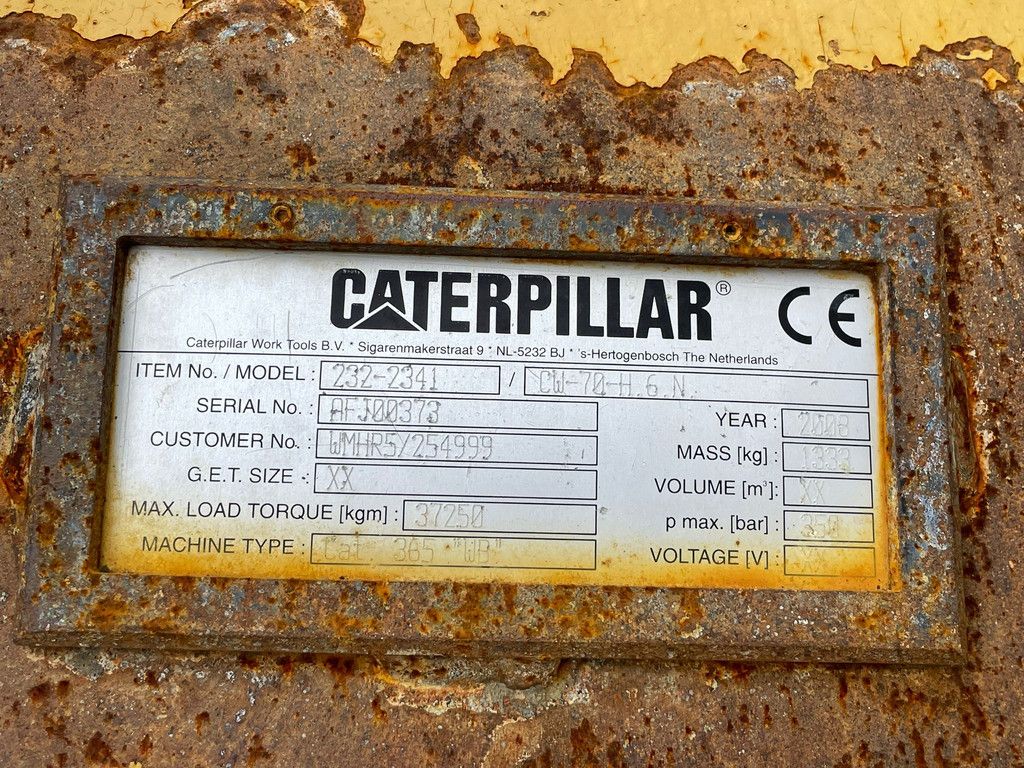 CATERPILLAR® CE
Caterpillar Work Tools B.V. * Sigarenmakerstraat 9 * NL-5232 BJ * 's-Hertogenbosch The Netherlands
ITEM No. / MODEL : 232-2341 / CW-70-H.6.N.
SERIAL No. : AFJ00373
YEAR : 2008
CUSTOMER No. : WMHR5/254999
MASS [kg] : 1333
G.E.T. SIZE : XX
VOLUME [m³]: XX
MAX. LOAD TORQUE [kgm] : 37250
p max. [bar] : 350
MACHINE TYPE : Cat 365 "WB"
VOLTAGE [V] :